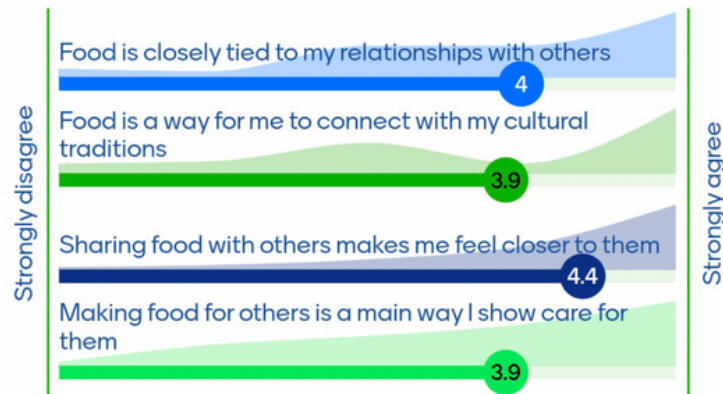 Strongly disagree
Food is closely tied to my relationships with others
4
Food is a way for me to connect with my cultural
traditions
3.9
Sharing food with others makes me feel closer to them
4.4
Making food for others is a main way I show care for
them
3.9
Strongly agree